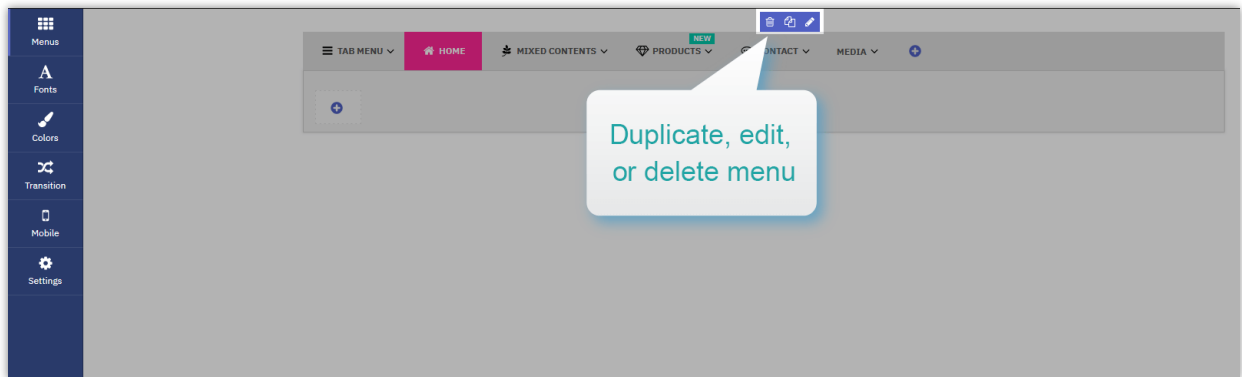 Menus
Fonts
Colors
Transition
Mobile
Settings
NEW
TAB MENU HOME MIXED CONTENTS PRODUCTS MEDIA
Duplicate, edit,
or delete menu